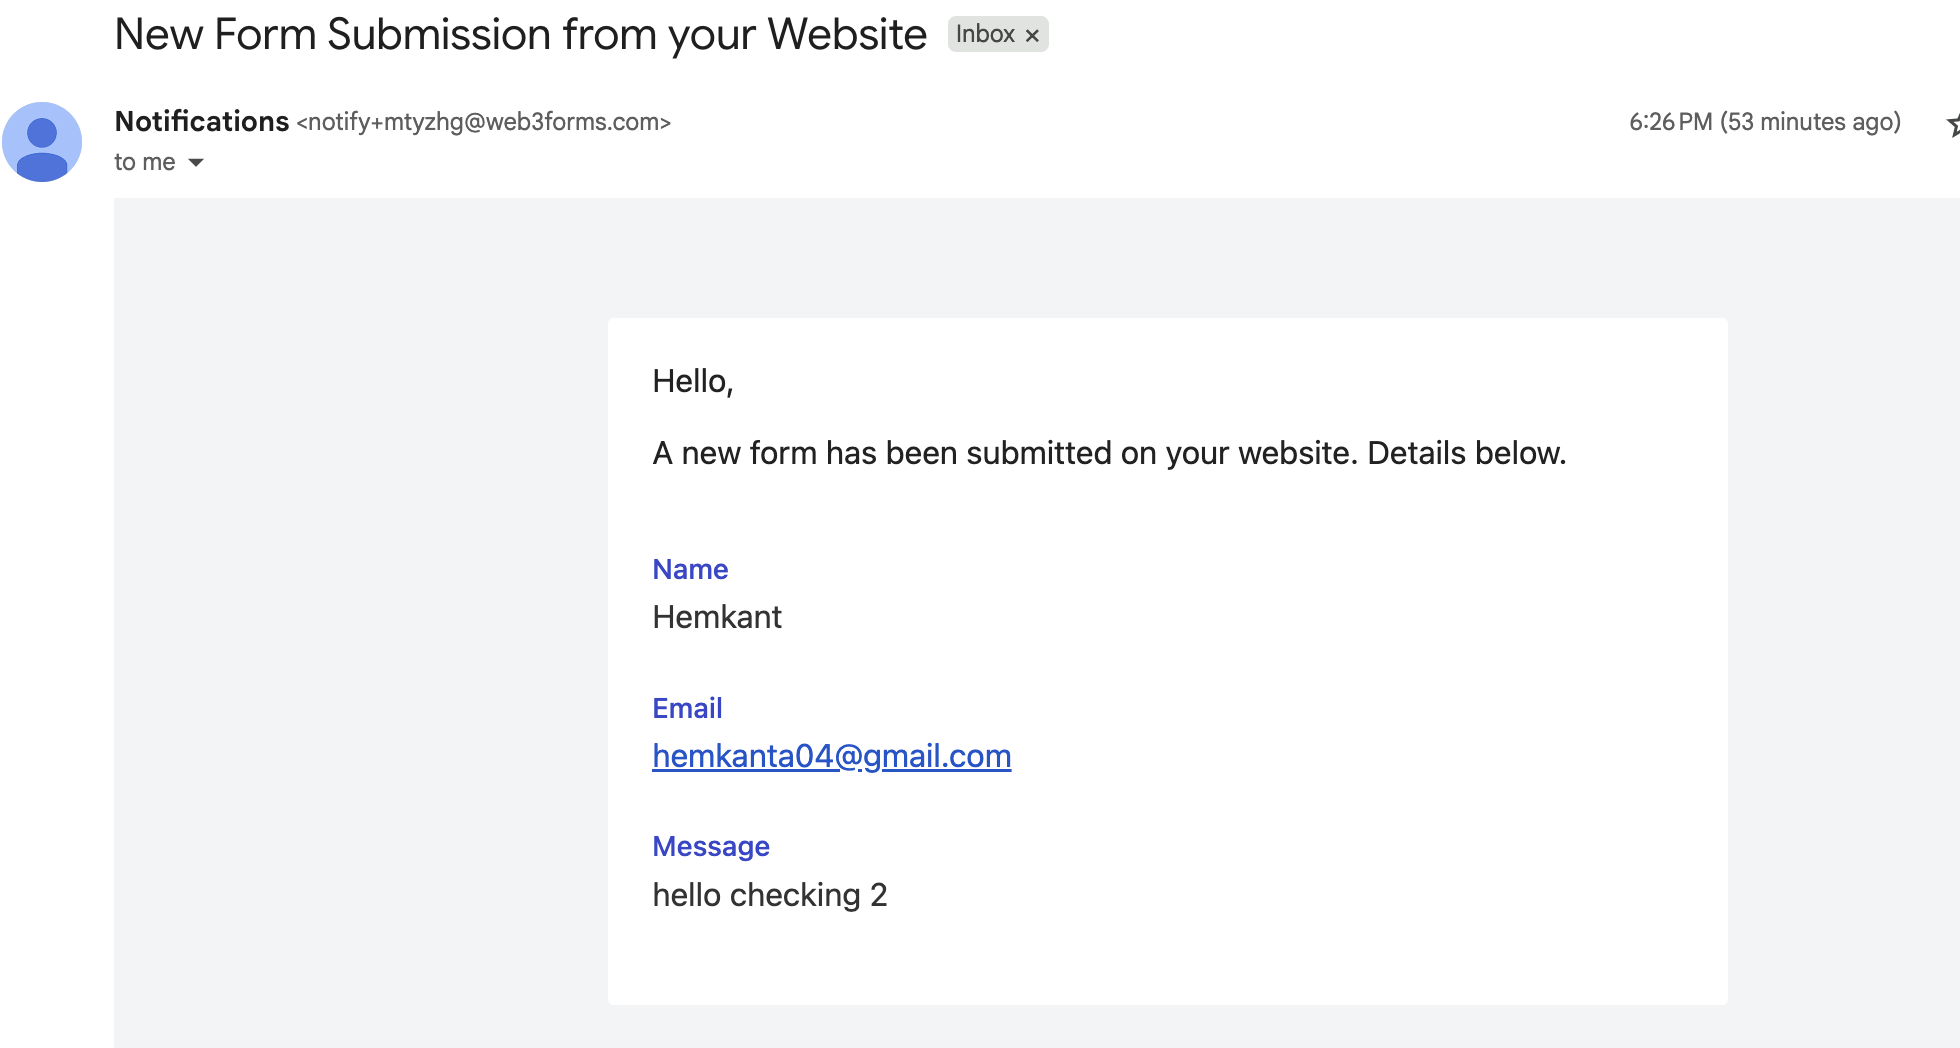 New Form Submission from your Website Inbox ×
Notifications <notify+mtyzhg@web3forms.com> 6:26 PM (53 minutes ago)
to me
Hello,
A new form has been submitted on your website. Details below.
Name
Hemkant
Email
hemkanta04@gmail.com
Message
hello checking 2